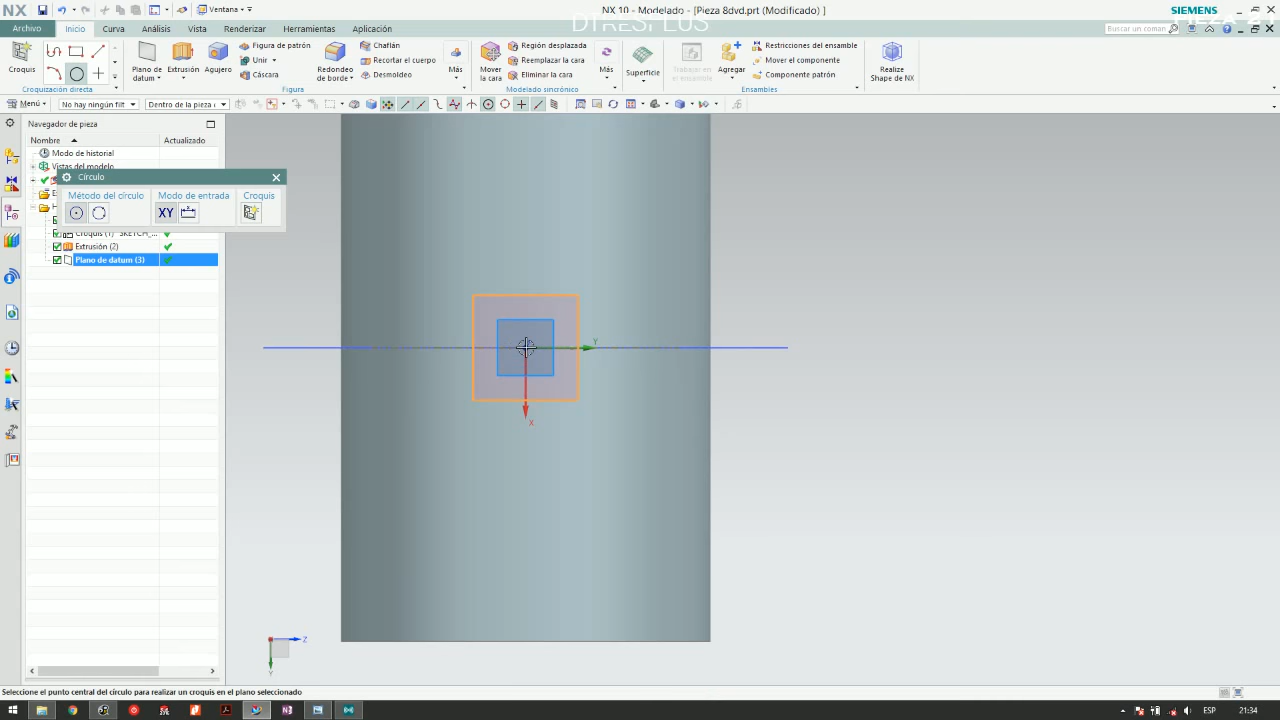 NX
Ventana
NX 10 - Modelado - [Pieza 8dvd.prt (Modificado) ]
DTRESPLUS
SIEMENS
Archivo
Inicio
Curva
Análisis
Vista
Renderizar
Herramientas
Aplicación
Buscar un coman
Croquis
Croquización directa
Plano de datum
Extrusión
Agujero
Figura de patrón
Unir
Cáscara
Redondeo de borde
Chaflán
Recortar el cuerpo
Desmoldeo
Más
Figura
Mover la cara
Región desplazada
Reemplazar la cara
Eliminar la cara
Más
Modelado sincrónico
Superficie
Trabajar en el ensamble
Agregar
Restricciones del ensamble
Mover el componente
Componente patrón
Ensambles
Realize Shape de NX
Menú
No hay ningún filt
Dentro de la pieza
Navegador de pieza
Nombre
Actualizado
Modo de historial
Vistas del modelo
Círculo
Método del círculo
Modo de entrada
Croquis
XY
Croquis (1) "SKETCH_...
Extrusión (2)
Plano de datum (3)
Y
X
Z
Y
Seleccione el punto central del círculo para realizar un croquis en el plano seleccionado
ESP
21:34